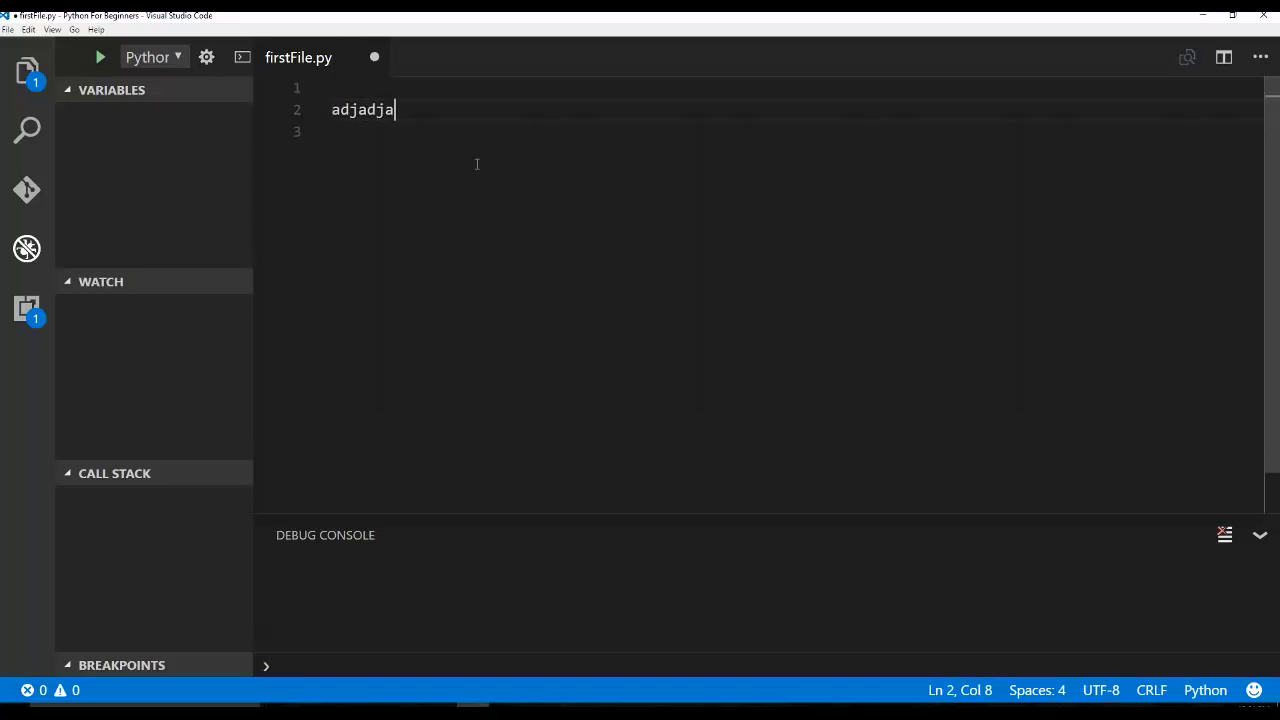 ● firstFile.py - Python For Beginners - Visual Studio Code
File Edit View Go Help
1
Python
firstFile.py
VARIABLES
1
2 adjadja
3
WATCH
1
CALL STACK
DEBUG CONSOLE
BREAKPOINTS
0 0
Ln 2, Col 8 Spaces: 4 UTF-8 CRLF Python